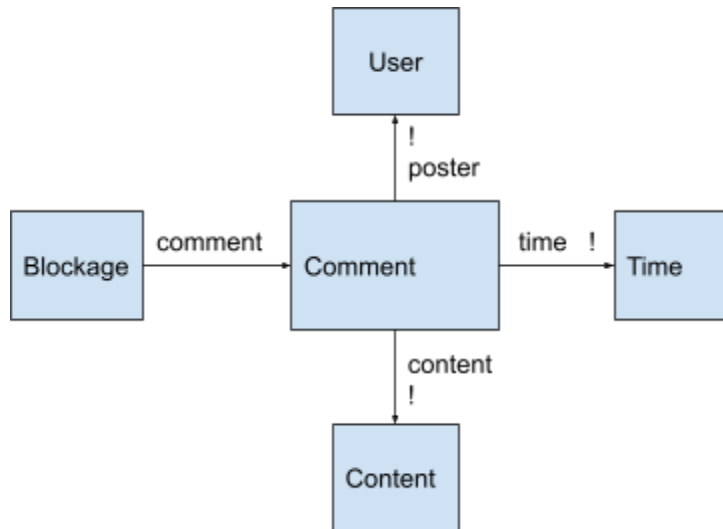 User
!
poster
comment
time !
Blockage
Comment
Time
content
!
Content